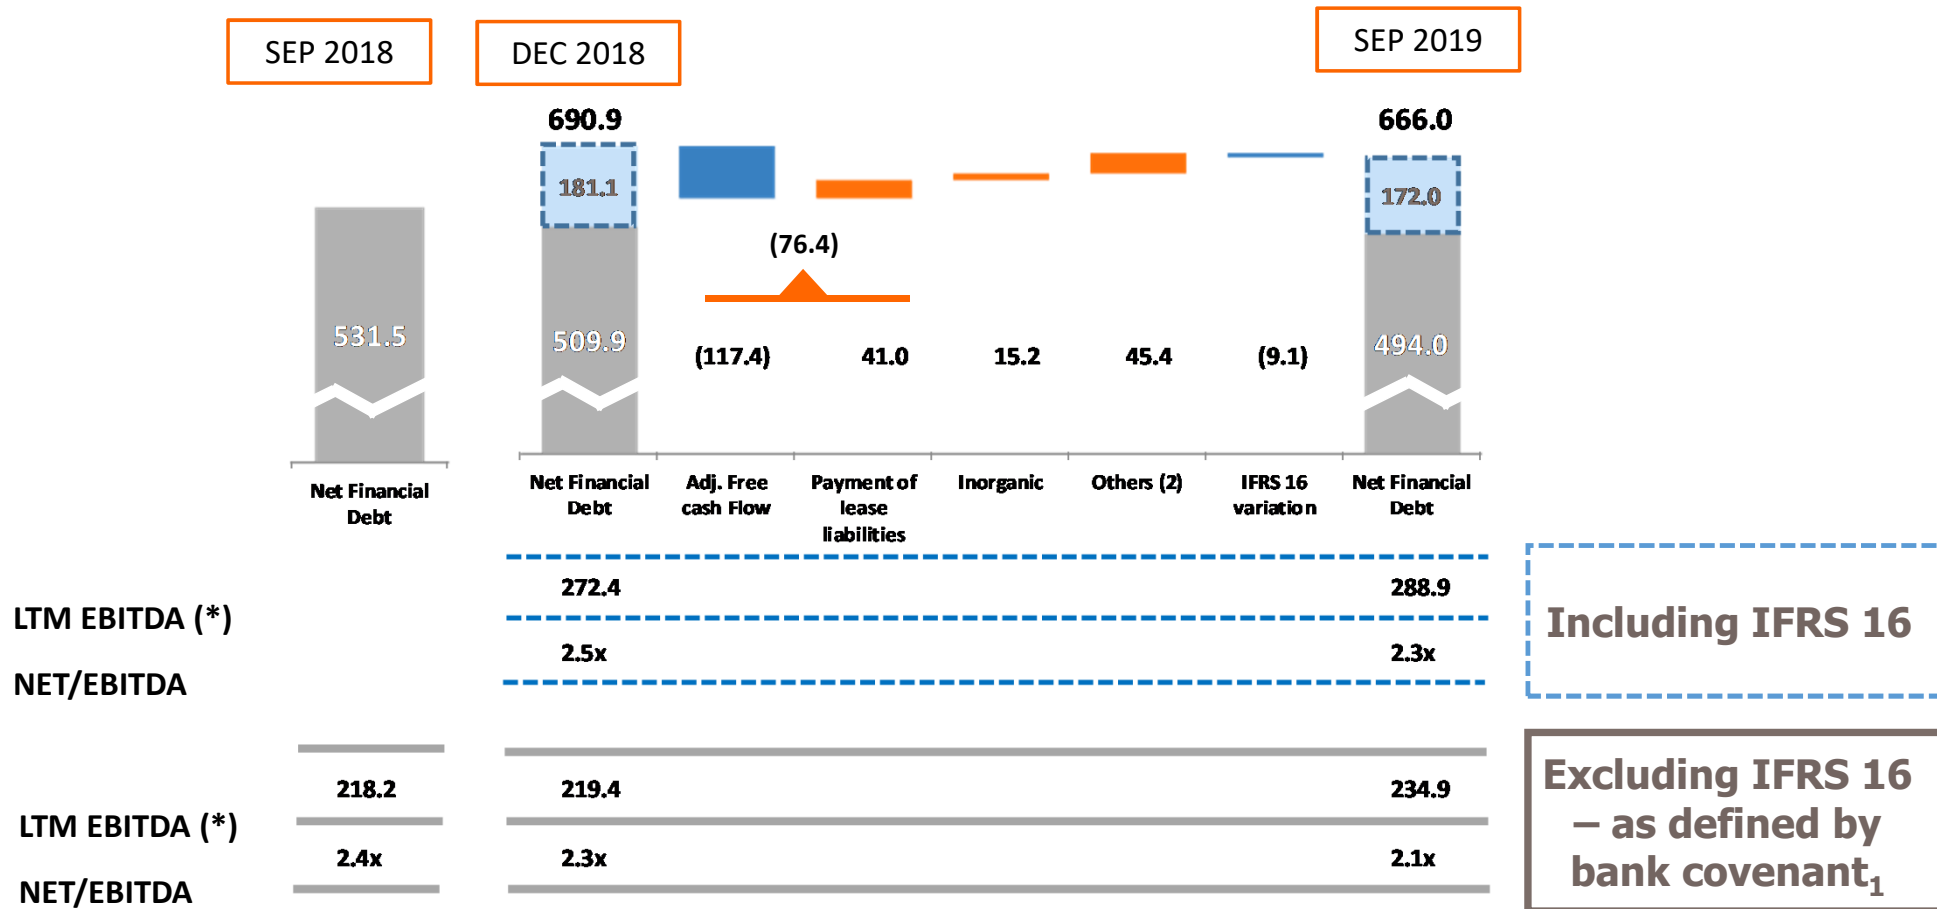 SEP 2018
DEC 2018
SEP 2019
690.9
666.0
181.1
172.0
(76.4)
531.5
509.9
(117.4)
41.0
15.2
45.4
(9.1)
494.0
Net Financial
Debt
Net Financial
Debt
Adj. Free
cash Flow
Payment of
lease
liabilities
Inorganic
Others (2)
IFRS 16
variation
Net Financial
Debt
272.4
288.9
LTM EBITDA (*)
2.5x
2.3x
NET/EBITDA
Including IFRS 16
218.2
219.4
234.9
LTM EBITDA (*)
2.4x
2.3x
2.1x
NET/EBITDA
Excluding IFRS 16
– as defined by
bank covenant1